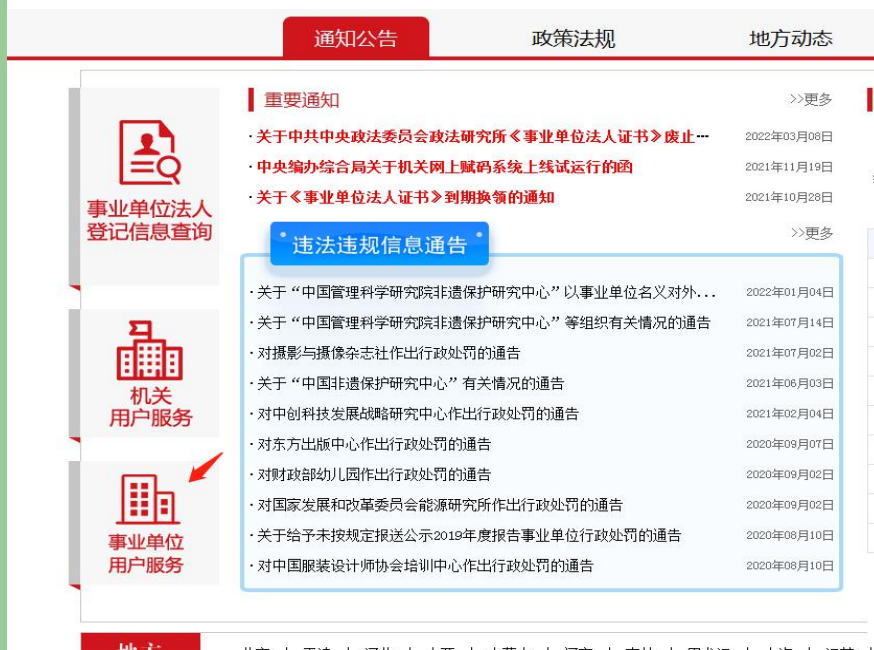 通知公告
政策法规
地方动态
事业单位法人
登记信息查询
机关
用户服务
事业单位
用户服务
重要通知
>>更多
·关于中共中央政法委员会政法研究所《事业单位法人证书》废止… 2022年03月08日
·中央编办综合局关于机关网上赋码系统上线试运行的函 2021年11月19日
·关于《事业单位法人证书》到期换领的通知 2021年10月28日
违法违规信息通告
>>更多
·关于“中国管理科学研究院非遗保护研究中心”以事业单位名义对外... 2022年01月04日
·关于“中国管理科学研究院非遗保护研究中心”等组织有关情况的通告 2021年07月14日
·对摄影与摄像杂志社作出行政处罚的通告 2021年07月02日
·关于“中国非遗保护研究中心”有关情况的通告 2021年06月03日
·对中创科技发展战略研究中心作出行政处罚的通告 2021年02月04日
·对东方出版中心作出行政处罚的通告 2020年09月07日
·对财政部幼儿园作出行政处罚的通告 2020年09月02日
·对国家发展和改革委员会能源研究所作出行政处罚的通告 2020年09月02日
·关于给予未按规定报送公示2019年度报告事业单位行政处罚的通告 2020年08月10日
·对中国服装设计师协会培训中心作出行政处罚的通告 2020年08月10日